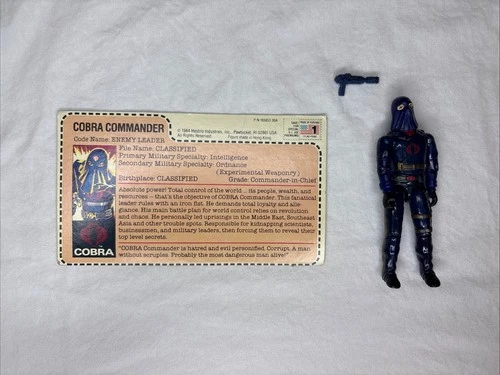 COBRA COMMANDER
© 1984 Hasbro Industries, Inc., Pawtucket, RI 02862 USA
All Rights Reserved. Figure made in Hong Kong
1
Code Name: ENEMY LEADER
File Name: CLASSIFIED
Primary Military Specialty: Intelligence
Secondary Military Specialty: Ordnance
(Experimental Weaponry)
Birthplace: CLASSIFIED Grade: Commander-in-Chief
Absolute power! Total control of the world ... its people, wealth, and
resources—that's the objective of COBRA Commander. This fanatical
leader rules with an iron fist. He demands total loyalty and alle-
giance. His main battle plan for world control relies on revolution
and chaos. He personally led uprisings in the Middle East, Southeast
Asia and other trouble spots. Responsible for kidnapping scientists,
businessmen, and military leaders, then forcing them to reveal their
top level secrets.
"COBRA Commander is hatred and evil personified. Corrupt. A man
without scruples. Probably the most dangerous man alive!"
COBRA